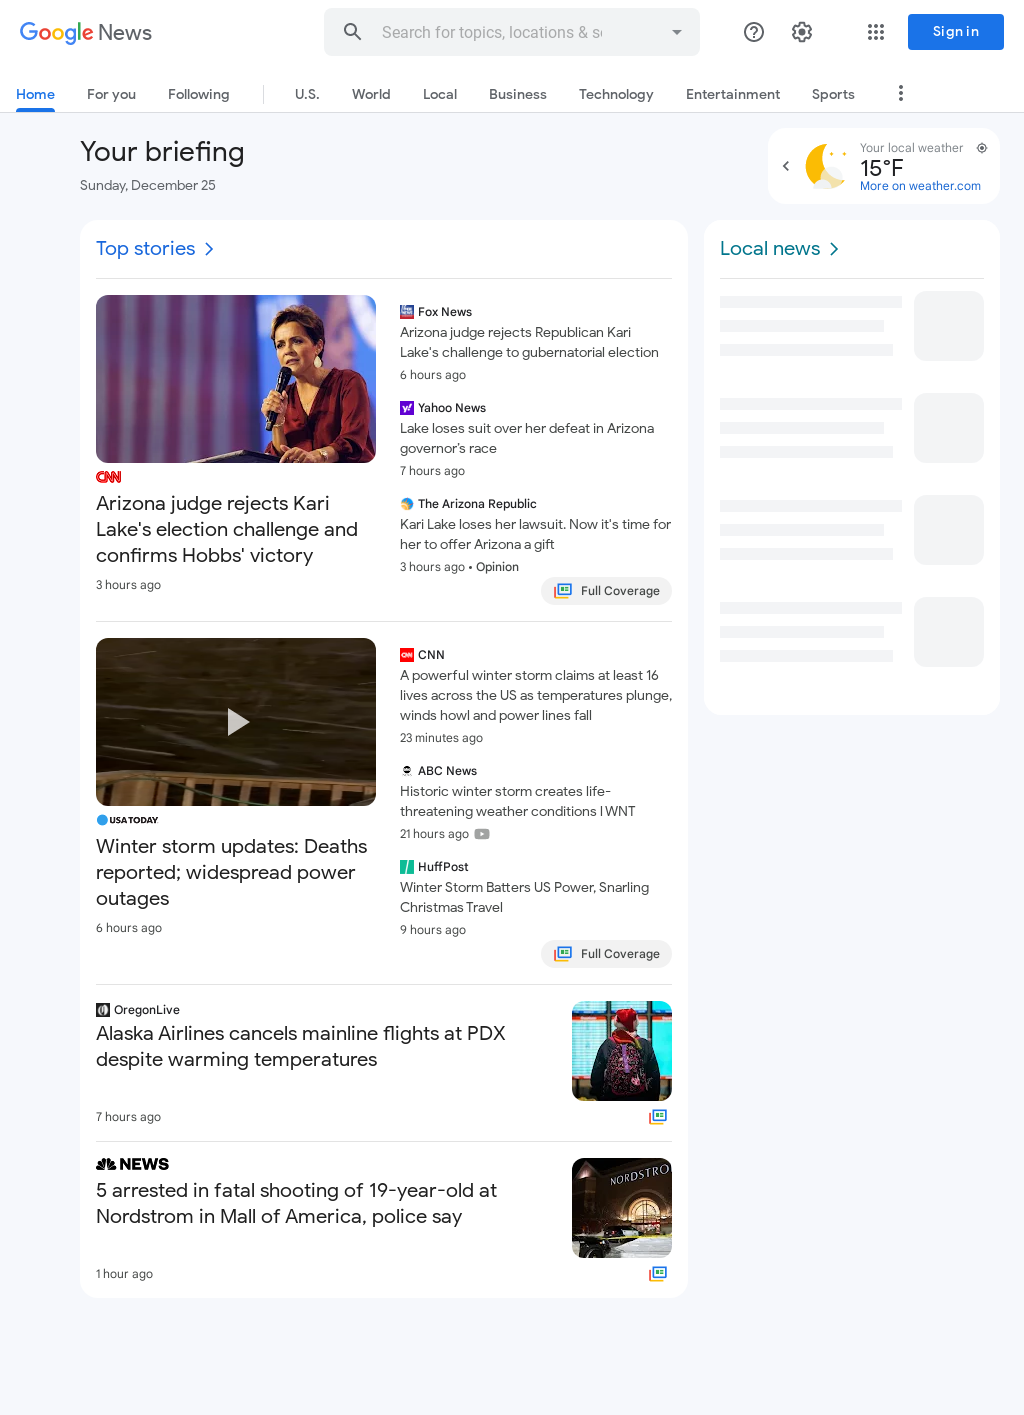 Google News
Search for topics, locations & so
Sign in
Home
For you
Following
U.S.
World
Local
Business
Technology
Entertainment
Sports
Your briefing
Sunday, December 25
Your local weather
15°F
More on weather.com
Top stories
CNN
Arizona judge rejects Kari
Lake's election challenge and
confirms Hobbs' victory
3 hours ago
Fox News
Arizona judge rejects Republican Kari
Lake's challenge to gubernatorial election
6 hours ago
Yahoo News
Lake loses suit over her defeat in Arizona
governor’s race
7 hours ago
The Arizona Republic
Kari Lake loses her lawsuit. Now it's time for
her to offer Arizona a gift
3 hours ago • Opinion
Full Coverage
USA TODAY
Winter storm updates: Deaths
reported; widespread power
outages
6 hours ago
CNN
A powerful winter storm claims at least 16
lives across the US as temperatures plunge,
winds howl and power lines fall
23 minutes ago
ABC News
Historic winter storm creates life-
threatening weather conditions l WNT
21 hours ago
HuffPost
Winter Storm Batters US Power, Snarling
Christmas Travel
9 hours ago
Full Coverage
OregonLive
Alaska Airlines cancels mainline flights at PDX
despite warming temperatures
7 hours ago
NEWS
5 arrested in fatal shooting of 19-year-old at
Nordstrom in Mall of America, police say
NORDSTRO
1 hour ago
Local news